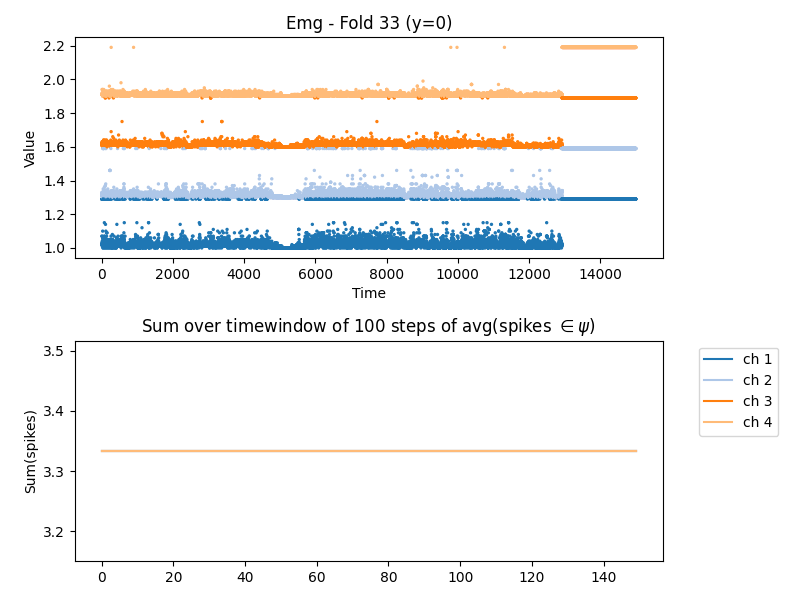 Emg - Fold 33 (y=0)
2.2
2.0
1.8
1.6
1.4
1.2
1.0
Value
0 2000 4000 6000 8000 10000 12000 14000
Time
Sum over timewindow of 100 steps of avg(spikes ∈ψ)
3.5
3.4
3.3
3.2
Sum(spikes)
0 20 40 60 80 100 120 140
ch 1
ch 2
ch 3
ch 4